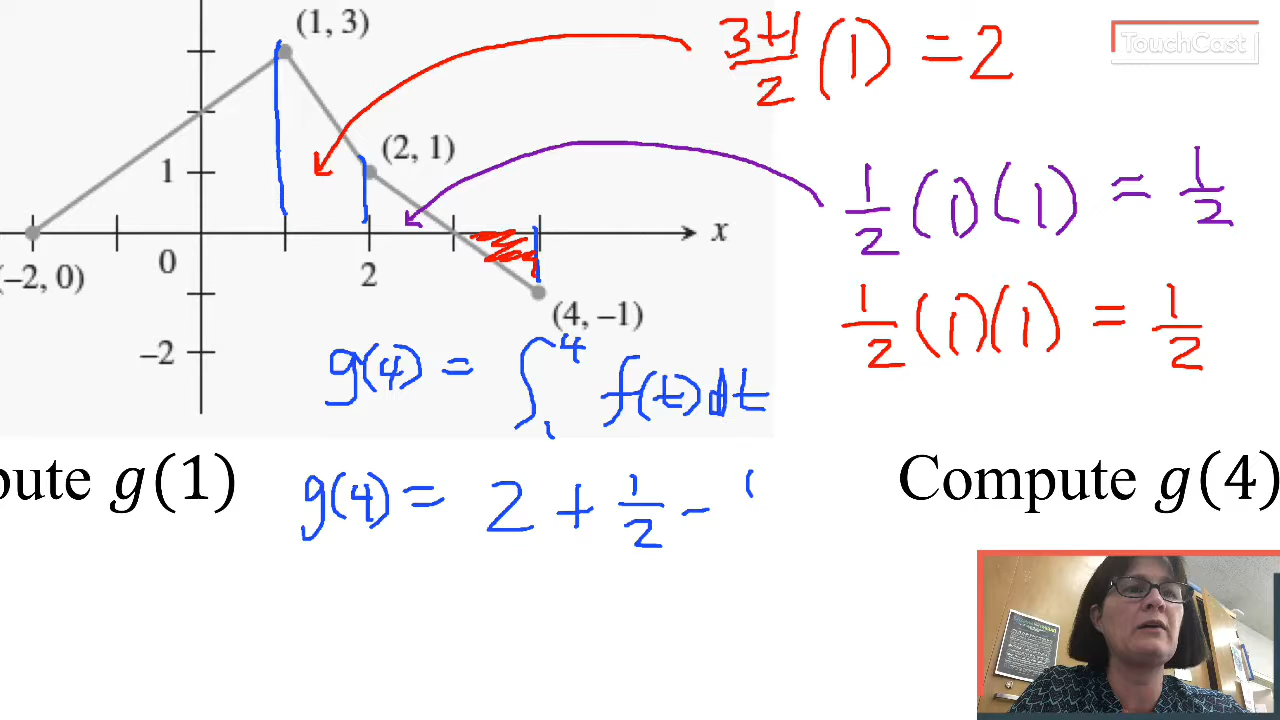 (1, 3)
3+1/2 (1) = 2
TouchCast
(2, 1)
1
1/2 (1)(1) = 1/2
x
0
2
(−2, 0)
(4, −1)
1/2 (1)(1) = 1/2
−2
g(4) = ∫₁⁴ f(t)dt
pute g(1)
g(4) = 2 + 1/2 −
Compute g(4)